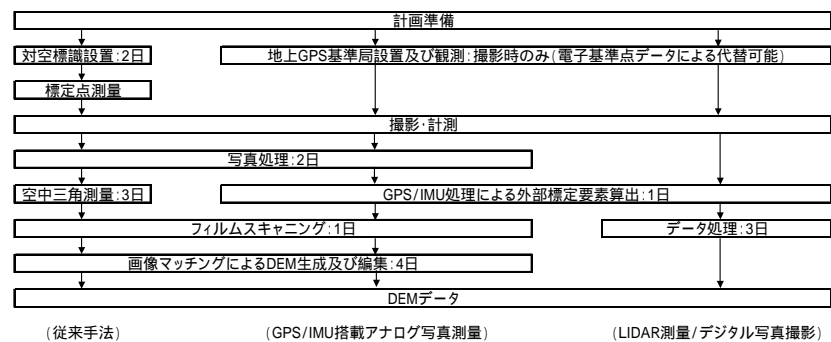 計画準備
対空標識設置:2日
地上GPS基準局設置及び観測:撮影時のみ(電子基準点データによる代替可能)
標定点測量
撮影・計測
写真処理:2日
空中三角測量:3日
GPS/IMU処理による外部標定要素算出:1日
フィルムスキャニング:1日
データ処理:3日
画像マッチングによるDEM生成及び編集:4日
DEMデータ
(従来手法)
(GPS/IMU搭載アナログ写真測量)
(LIDAR測量/デジタル写真撮影)